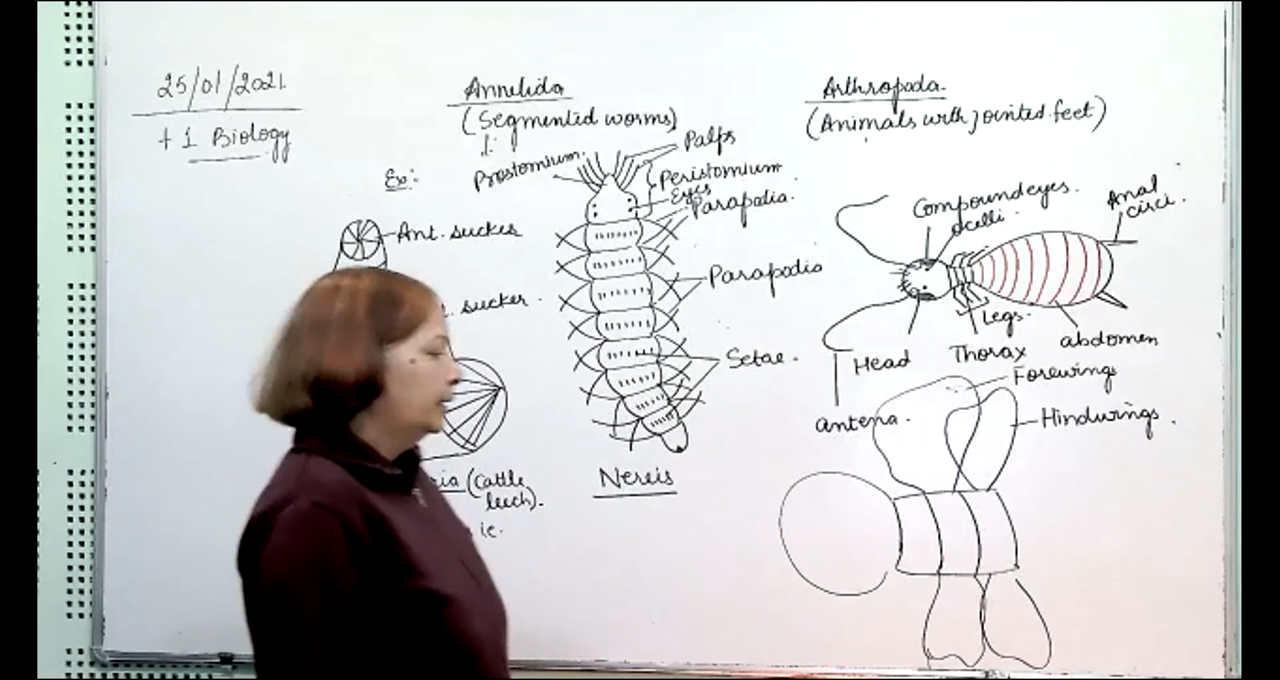 25/01/2021
+1 Biology
Annelida
(Segmented worms)
Ex:
Ant. sucker
sucker
(Cattle
leech).
Prostomium
Palps
Peristomium
Eyes
Parapodia
Parapodia
Setae
Nereis
Arthropoda
(Animals with jointed feet)
Compound eyes
ocelli
Anal
circi
Legs
Head
Thorax
abdomen
antena
Forewings
Hindwings